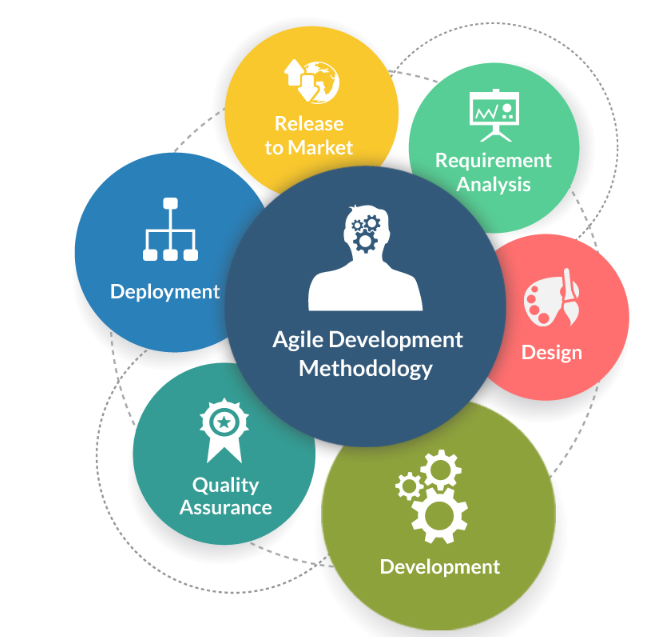 Release
to Market
Requirement
Analysis
Deployment
Agile Development
Methodology
Design
Quality
Assurance
Development